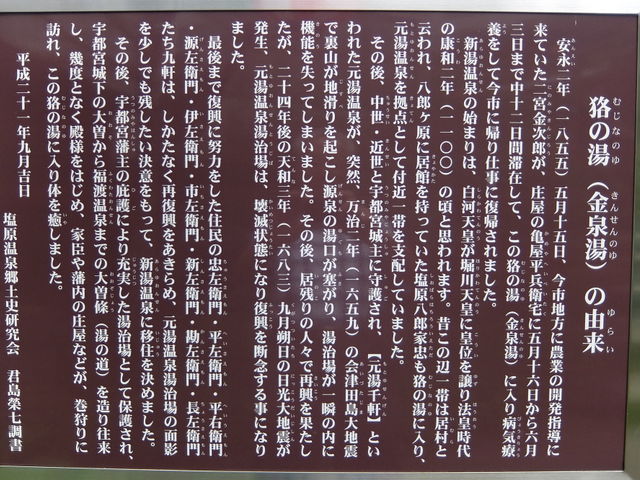 狢の湯（金泉湯）の由来
安永二年（一八五五）五月十五日、今市地方に農業の開発指導に
来ていた二宮金次郎が、庄屋の亀屋平兵衛宅に五月十六日から六月
三日まで中十二日間滞在して、この狢の湯（金泉湯）に入り病気療
養をして今市に帰り仕事に復帰されました。
新湯温泉の始まりは、白河天皇が堀川天皇に皇位を譲り法皇時代
の康和二年（一一〇〇）の頃と思われます。昔この辺一帯は居村と
云われ、八郎ヶ原に居館を持っていた塩原八郎家忠も狢の湯に入り、
元湯温泉を拠点として付近一帯を支配していました。
その後、中世・近世と宇都宮城主に守護され、【元湯千軒】とい
われた元湯温泉が、突然、万治二年（一六五九）の会津田島大地震
で裏山が地滑りを起こし源泉の湯口が塞がり、湯治場が一瞬の内に
機能を失ってしまいました。その後、居残りの人々で再興を果たし
たが、二十四年後の天和三年（一六八三）九月朔日の日光大地震が
発生、元湯温泉湯治場は、壊滅状態になり復興を断念する事になり
ました。
最後まで復興に努力をした住民の忠左衛門・平左衛門・平右衛門
・源左衛門・伊左衛門・市左衛門・新左衛門・勘左衛門・長左衛門
たち九軒は、しかたなく再復興をあきらめ、元湯温泉湯治場の面影
を少しでも残したい決意をもって、新湯温泉に移住を決めました。
その後、宇都宮藩主の庇護により充実した湯治場として保護され、
宇都宮城下の大曽から福渡温泉までの大曽條（湯の道）を造り往来
し、幾度となく殿様をはじめ、家臣や藩内の庄屋などが、巻狩りに
訪れ、この狢の湯に入り体を癒しました。
平成二十一年九月吉日
塩原温泉郷土史研究会　君島榮七調書